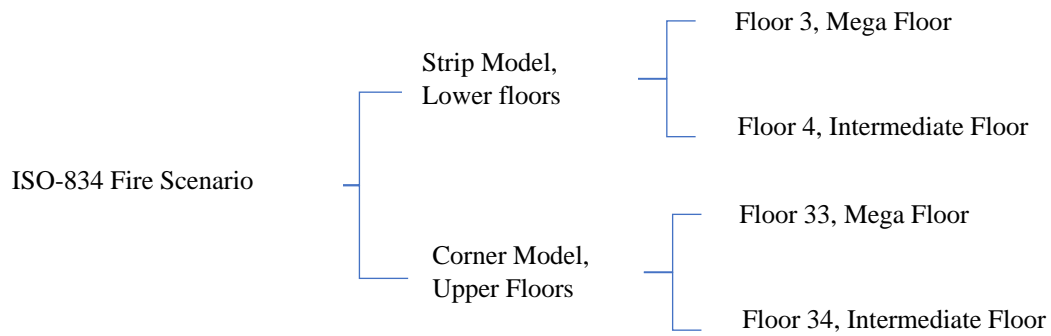 Floor 3, Mega Floor
Strip Model,
Lower floors
Floor 4, Intermediate Floor
ISO-834 Fire Scenario
Floor 33, Mega Floor
Corner Model,
Upper Floors
Floor 34, Intermediate Floor